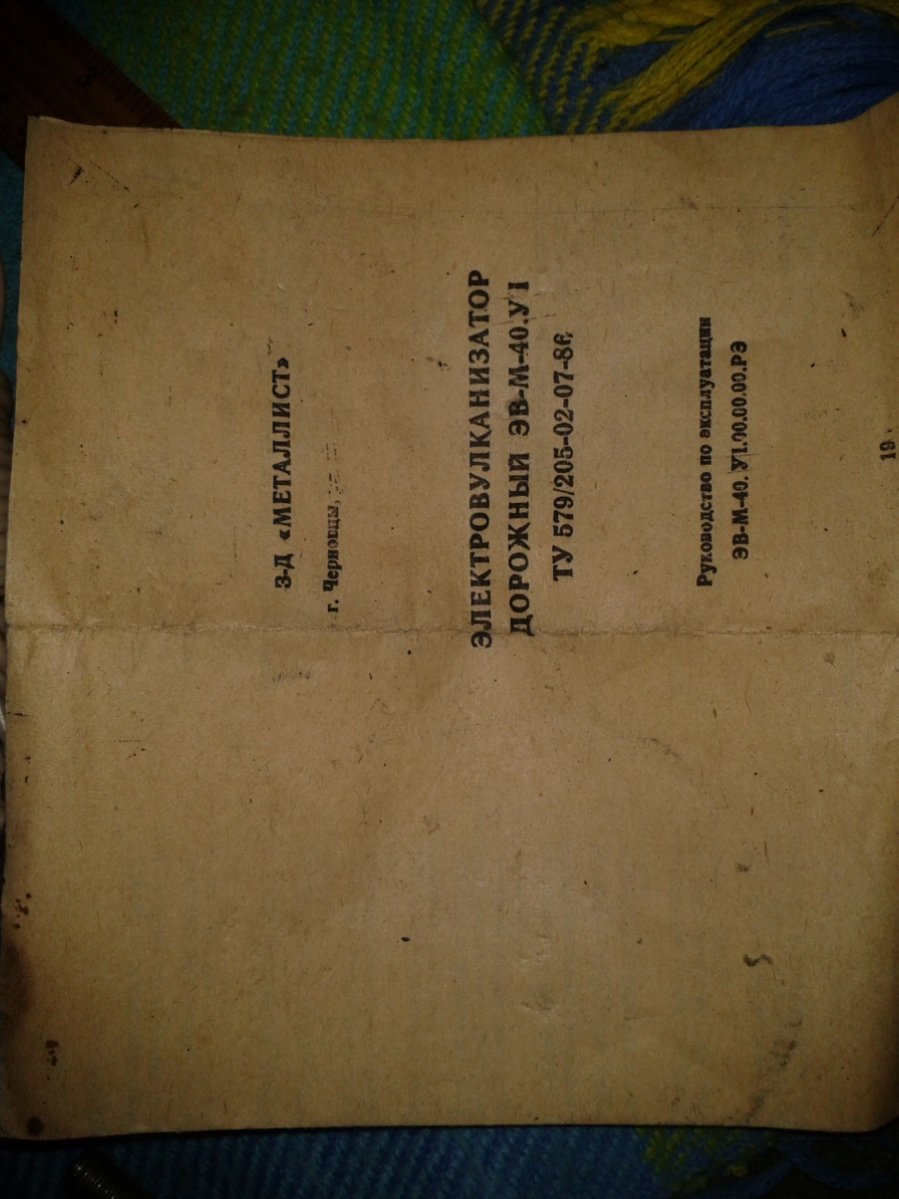 З-Д «МЕТАЛЛИСТ»
г. Черновцы,
ЭЛЕКТРОВУЛКАНИЗАТОР
ДОРОЖНЫЙ ЭВ-М-40.У1
ТУ 579/205-02-07-86
Руководство по эксплуатации
ЭВ-М-40. У1.00.00.00.РЭ
19